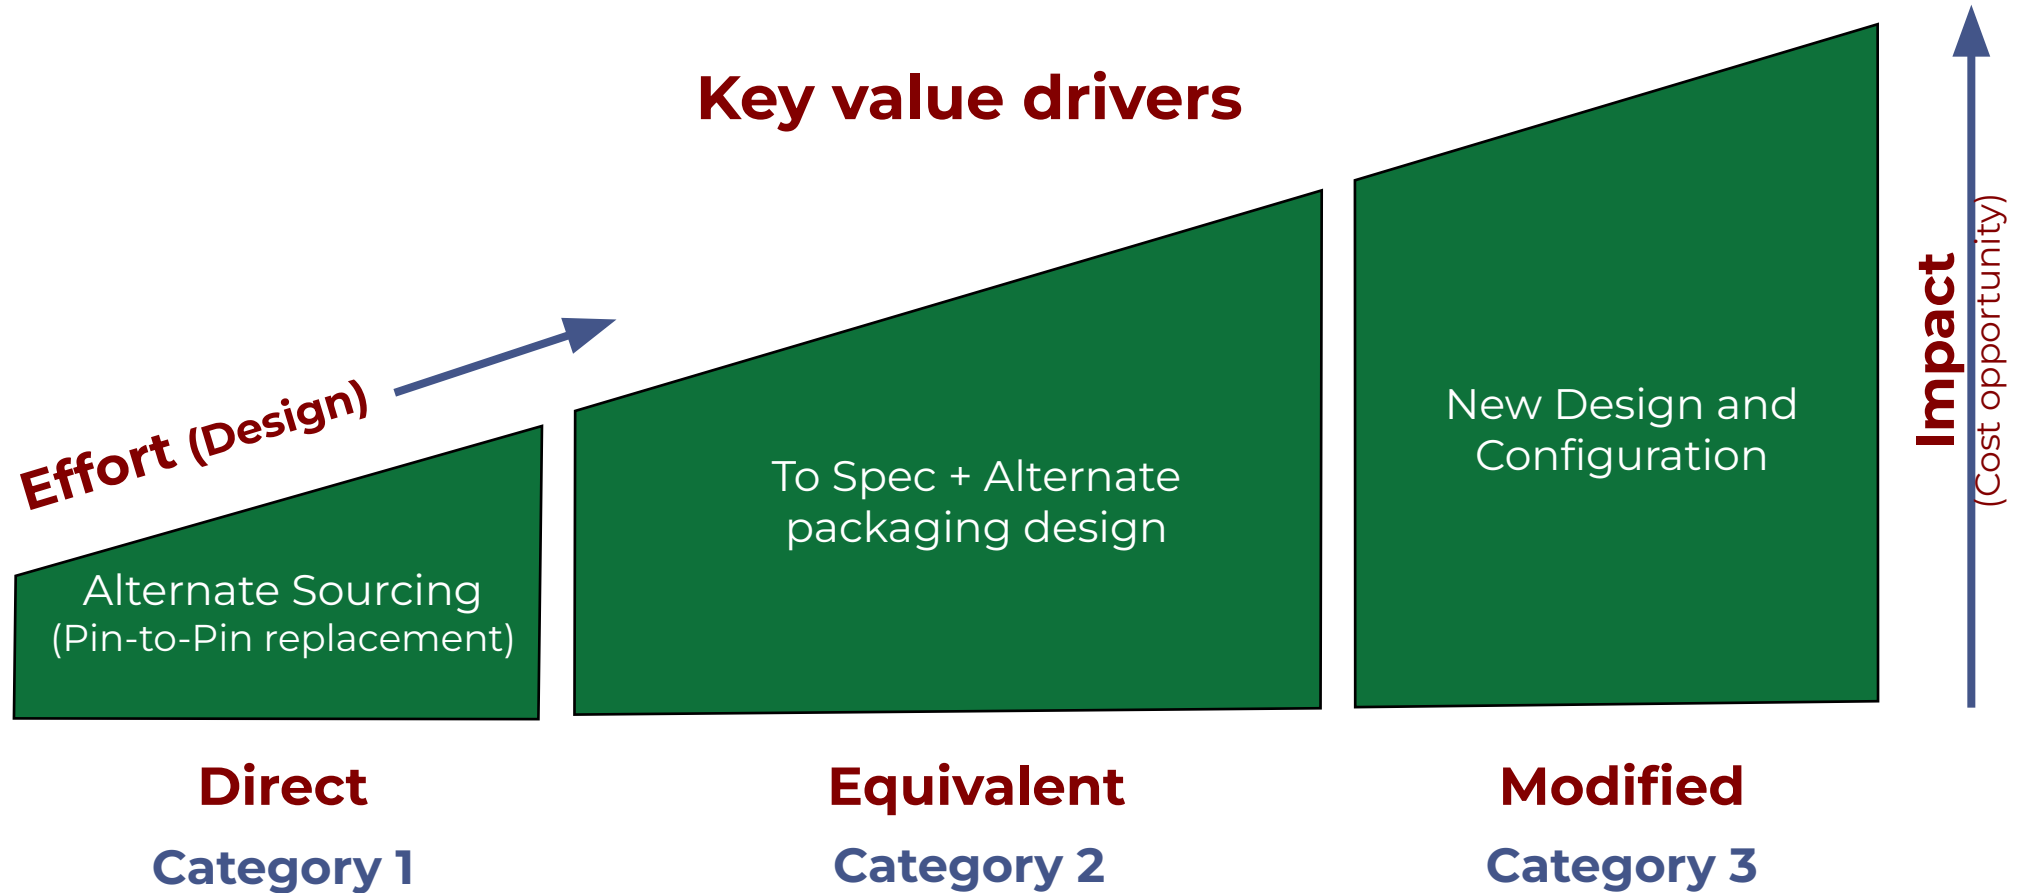 Key value drivers
Effort (Design)
Alternate Sourcing
(Pin-to-Pin replacement)
To Spec + Alternate
packaging design
New Design and
Configuration
Impact
(Cost opportunity)
Direct
Equivalent
Modified
Category 1
Category 2
Category 3